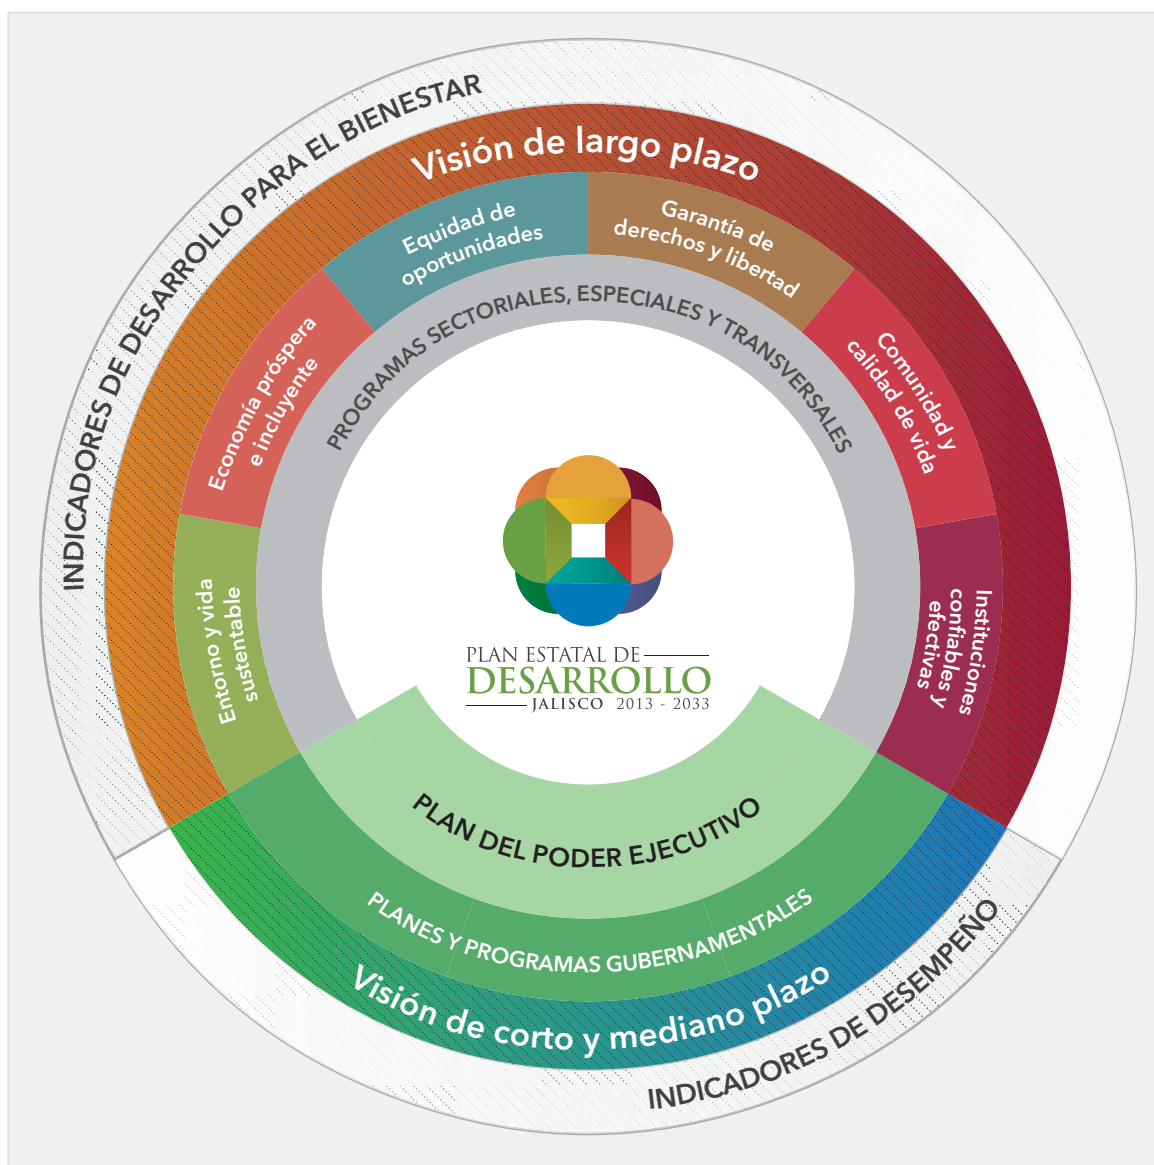 INDICADORES DE DESARROLLO PARA EL BIENESTAR
Visión de largo plazo
Entorno y vida
sustentable
Economía próspera
e incluyente
Equidad de
oportunidades
Garantía de
derechos y libertad
Comunidad y
calidad de vida
Instituciones
confiables y
efectivas
PROGRAMAS SECTORIALES, ESPECIALES Y TRANSVERSALES
PLAN ESTATAL DE
DESARROLLO
JALISCO 2013 - 2033
PLAN DEL PODER EJECUTIVO
PLANES Y PROGRAMAS GUBERNAMENTALES
Visión de corto y mediano plazo
INDICADORES DE DESEMPEÑO